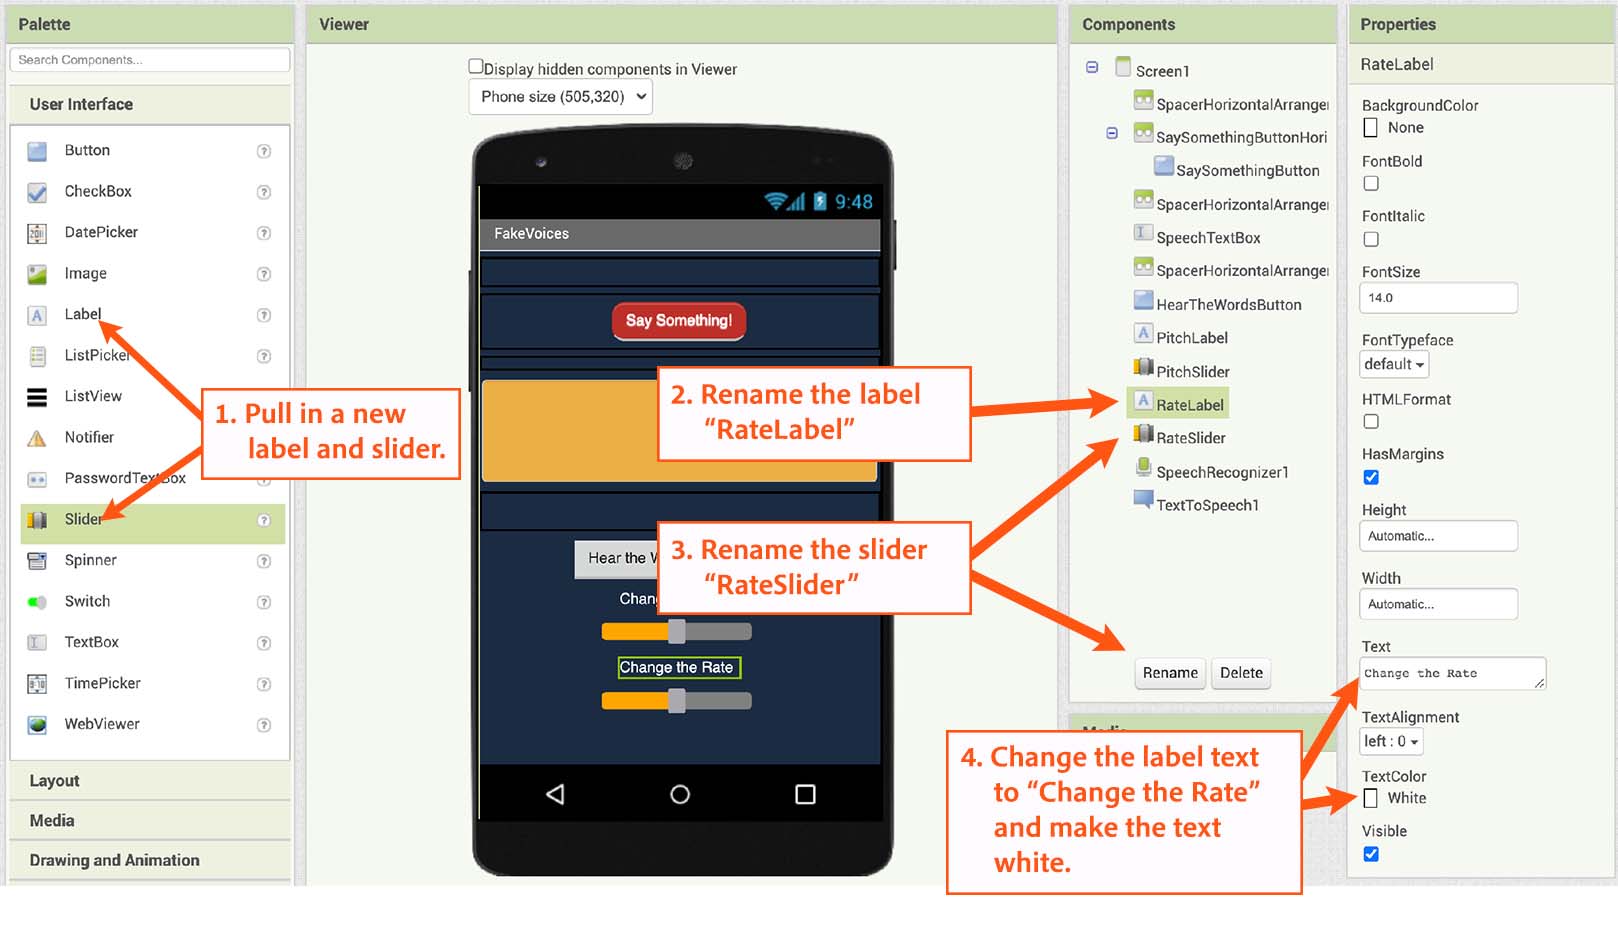 Palette
Search Components...
User Interface
Button
CheckBox
DatePicker
Image
Label
ListPicker
ListView
Notifier
PasswordTextBox
Slider
Spinner
Switch
TextBox
TimePicker
WebViewer
Layout
Media
Drawing and Animation
1. Pull in a new
label and slider.
Viewer
Display hidden components in Viewer
Phone size (505,320)
9:48
FakeVoices
Say Something!
Hear the W
Chan
Change the Rate
2. Rename the label
“RateLabel”
3. Rename the slider
“RateSlider”
Components
Screen1
SpacerHorizontalArranger
SaySomethingButtonHori
SaySomethingButton
SpacerHorizontalArranger
SpeechTextBox
SpacerHorizontalArranger
HearTheWordsButton
PitchLabel
PitchSlider
RateLabel
RateSlider
SpeechRecognizer1
TextToSpeech1
Rename
Delete
Media
4. Change the label text
to “Change the Rate”
and make the text
white.
Properties
RateLabel
BackgroundColor
None
FontBold
FontItalic
FontSize
14.0
FontTypeface
default
HTMLFormat
HasMargins
Height
Automatic...
Width
Automatic...
Text
Change the Rate
TextAlignment
left : 0
TextColor
White
Visible